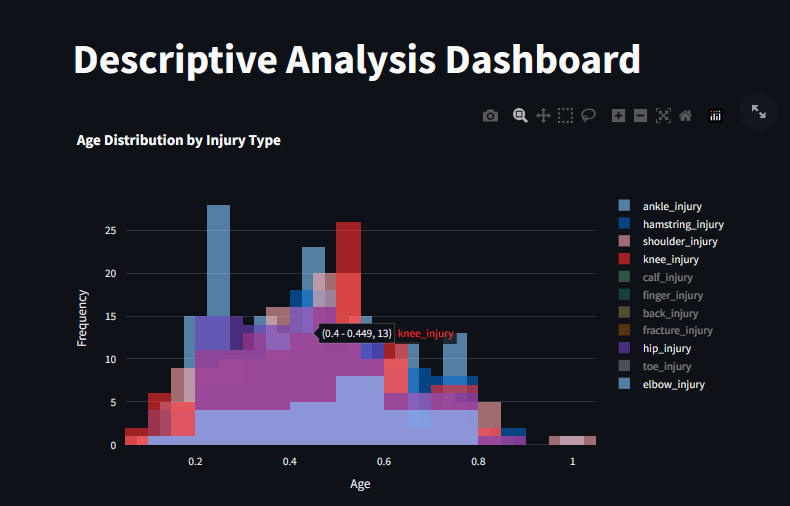 Descriptive Analysis Dashboard
Age Distribution by Injury Type
Frequency
25
20
15
10
5
0
0.2
0.4
0.6
0.8
1
Age
(0.4 - 0.449, 13) knee_injury
ankle_injury
hamstring_injury
shoulder_injury
knee_injury
calf_injury
finger_injury
back_injury
fracture_injury
hip_injury
toe_injury
elbow_injury